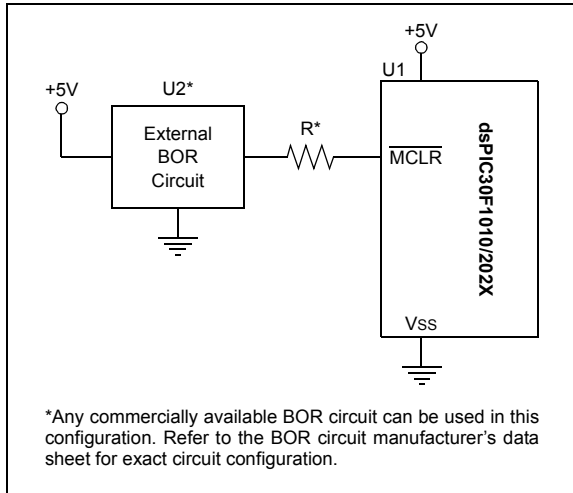 +5V
U1
+5V
U2*
External
BOR
Circuit
R*
MCLR
dsPIC30F1010/202X
VSS
*Any commercially available BOR circuit can be used in this
configuration. Refer to the BOR circuit manufacturer's data
sheet for exact circuit configuration.